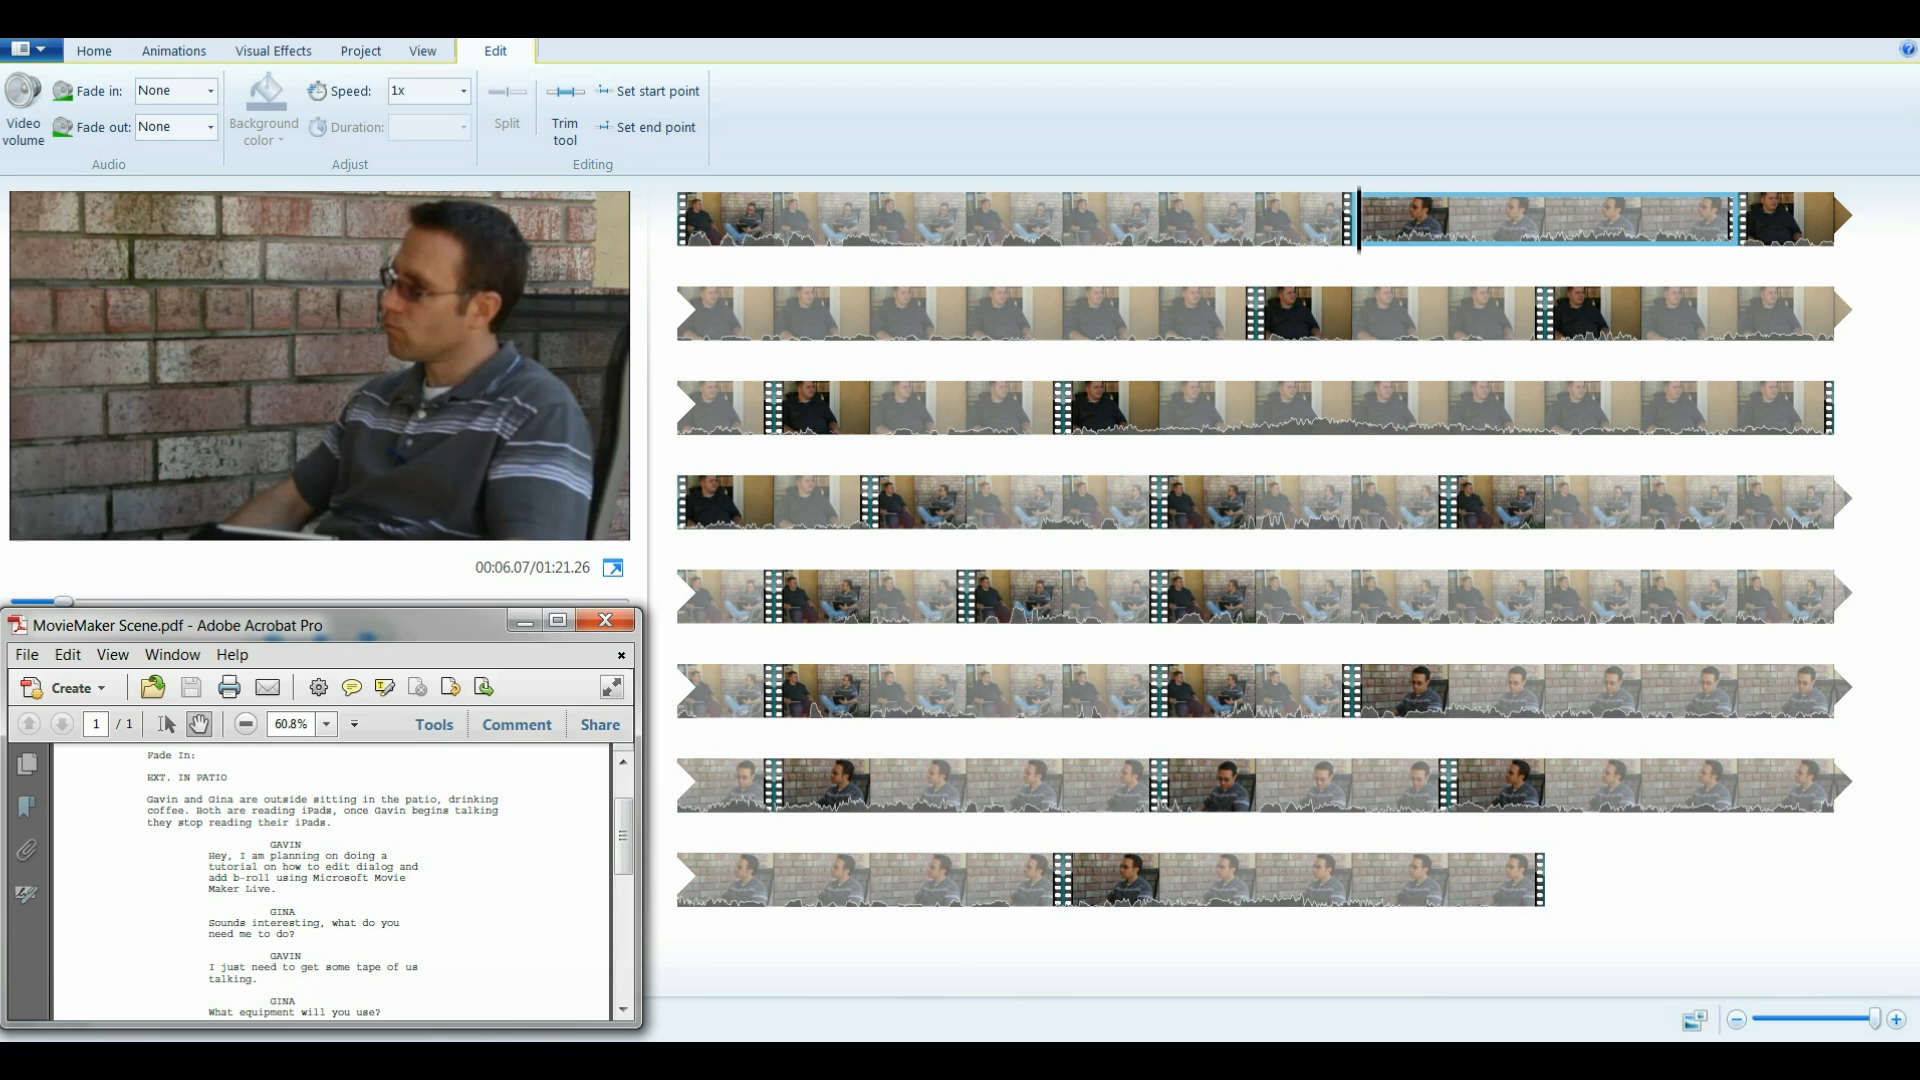 Home Animations Visual Effects Project View Edit
Fade in: None
Speed: 1x
Set start point
Video volume
Fade out: None
Background color
Duration:
Split
Trim tool
Set end point
Audio
Adjust
Editing
00:06.07/01:21.26
MovieMaker Scene.pdf - Adobe Acrobat Pro
File Edit View Window Help
Create
1 / 1
60.8%
Tools Comment Share
Fade In:
EXT. IN PATIO
Gavin and Gina are outside sitting in the patio, drinking
coffee. Both are reading iPads, once Gavin begins talking
they stop reading their iPads.
GAVIN
Hey, I am planning on doing a
tutorial on how to edit dialog and
add b-roll using Microsoft Movie
Maker Live.
GINA
Sounds interesting, what do you
need me to do?
GAVIN
I just need to get some tape of us
talking.
GINA
What equipment will you use?